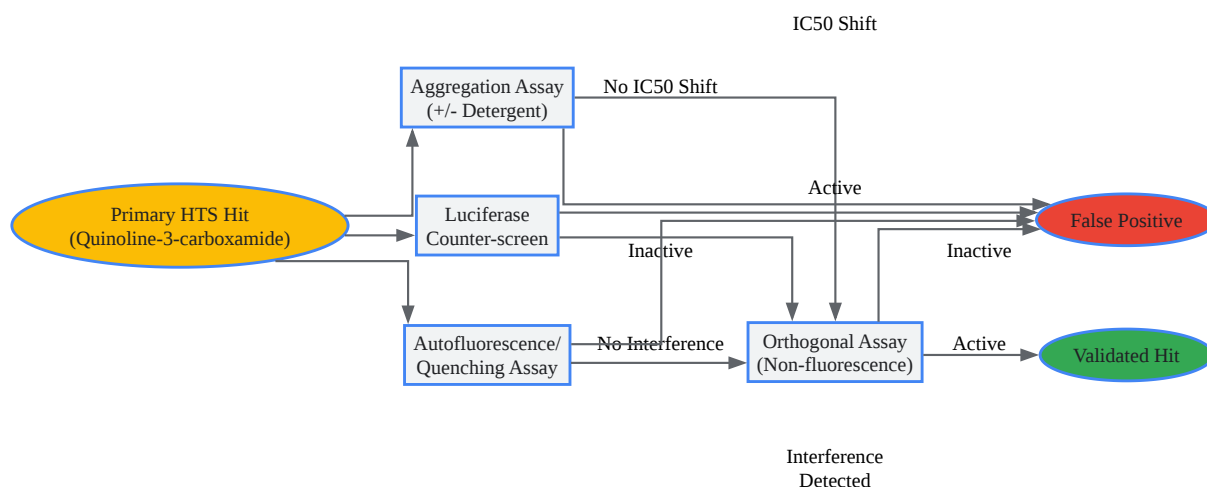 IC50 Shift
Aggregation Assay
(+/- Detergent)
No IC50 Shift
Primary HTS Hit
(Quinoline-3-carboxamide)
Luciferase
Counter-screen
Active
Inactive
False Positive
Inactive
Autofluorescence/
Quenching Assay
No Interference
Orthogonal Assay
(Non-fluorescence)
Active
Validated Hit
Interference
Detected